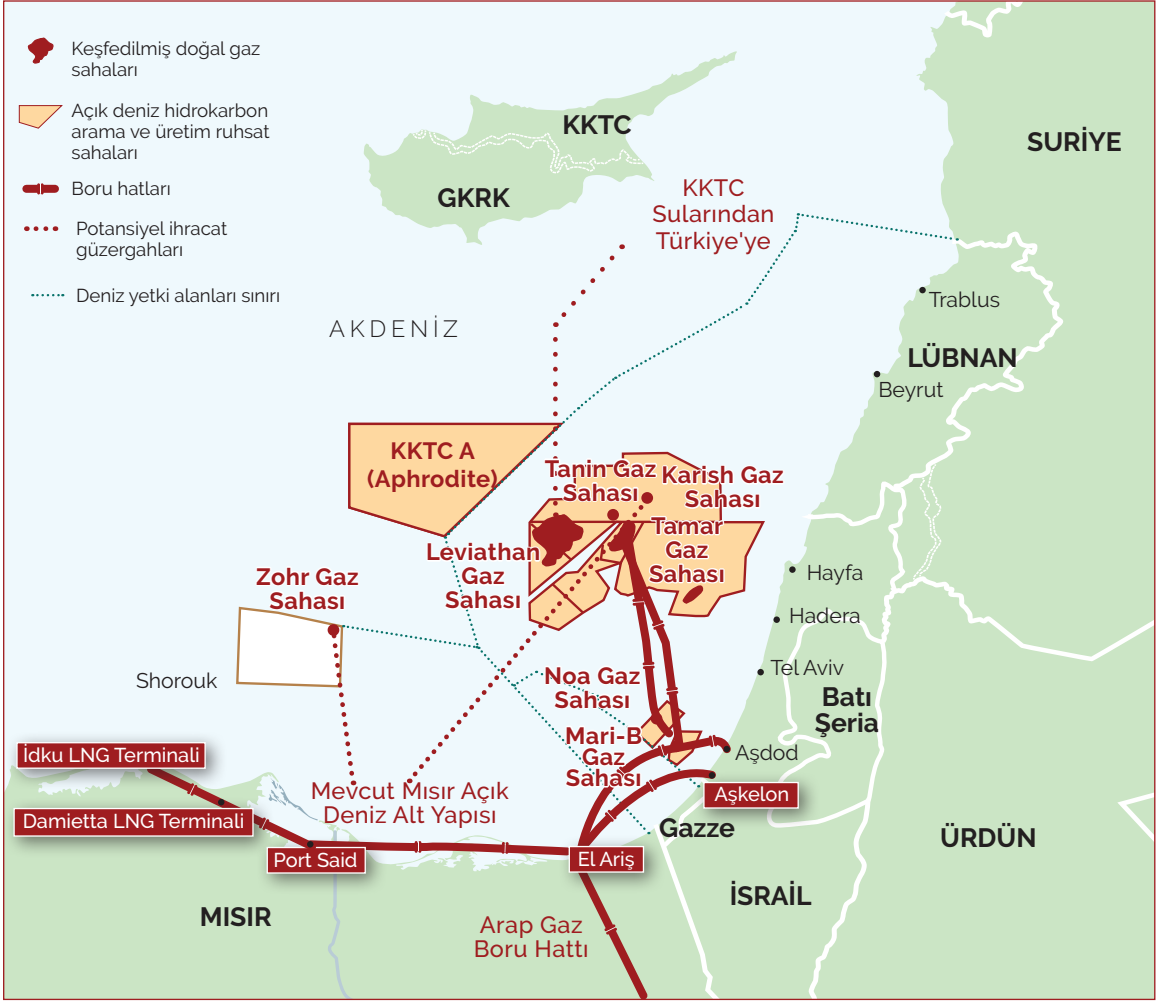 Keşfedilmiş doğal gaz
sahaları
Açık deniz hidrokarbon
arama ve üretim ruhsat
sahaları
Boru hatları
Potansiyel ihracat
güzergahları
Deniz yetki alanları sınırı
KKTC
GKRK
SURİYE
KKTC
Sularından
Türkiye'ye
AKDENİZ
Trablus
LÜBNAN
Beyrut
KKTC A
(Aphrodite)
Tanin Gaz
Sahası
Karish Gaz
Sahası
Tamar
Gaz
Sahası
Leviathan
Gaz
Sahası
Zohr Gaz
Sahası
Hayfa
Hadera
Shorouk
Tel Aviv
Noa Gaz
Sahası
Batı
Şeria
Mari-B
Gaz
Sahası
Aşdod
İdku LNG Terminali
Mevcut Mısır Açık
Deniz Alt Yapısı
Aşkelon
Damietta LNG Terminali
Gazze
ÜRDÜN
Port Said
El Ariş
İSRAİL
MISIR
Arap Gaz
Boru Hattı